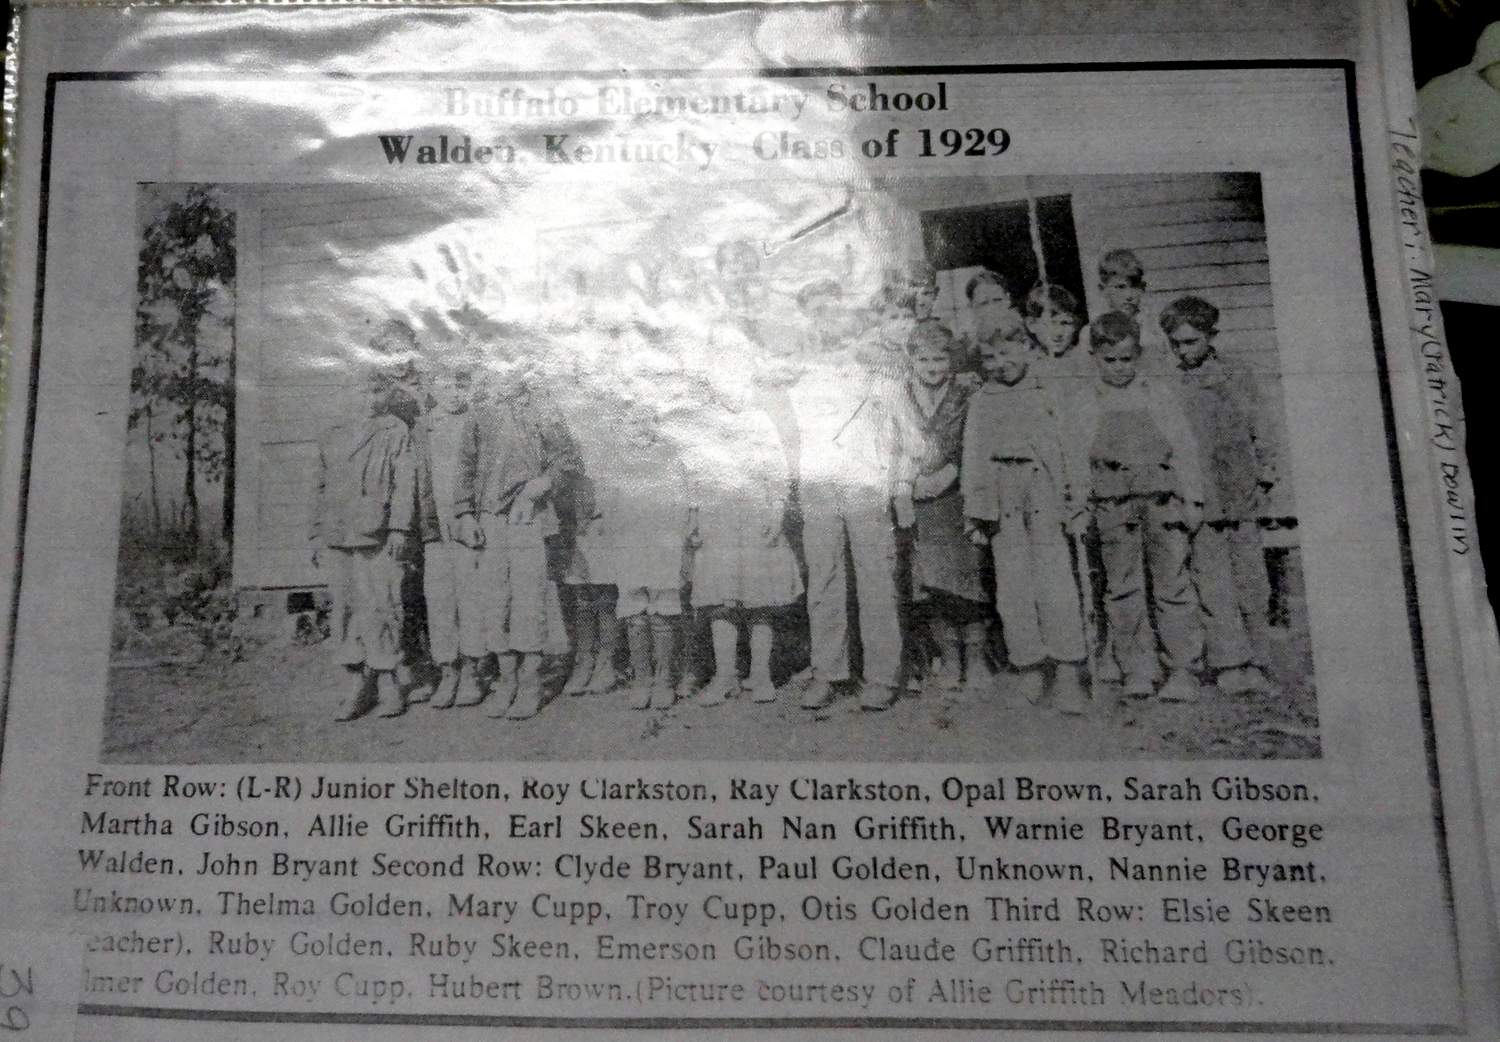 Buffalo Elementary School
Walden, Kentucky Class of 1929
Front Row: (L-R) Junior Shelton, Roy Clarkston, Ray Clarkston, Opal Brown, Sarah Gibson,
Martha Gibson, Allie Griffith, Earl Skeen, Sarah Nan Griffith, Warnie Bryant, George
Walden, John Bryant Second Row: Clyde Bryant, Paul Golden, Unknown, Nannie Bryant,
Unknown, Thelma Golden, Mary Cupp, Troy Cupp, Otis Golden Third Row: Elsie Skeen
eacher), Ruby Golden, Ruby Skeen, Emerson Gibson, Claude Griffith, Richard Gibson,
lmer Golden, Roy Cupp, Hubert Brown.(Picture courtesy of Allie Griffith Meadors).
Teacher: Mary
39